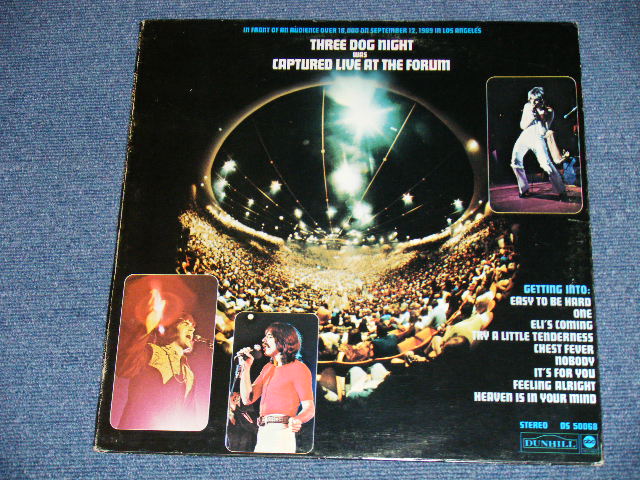 IN FRONT OF AN AUDIENCE OVER 18,000 ON SEPTEMBER 12, 1969 IN LOS ANGELES
THREE DOG NIGHT
WAS
CAPTURED LIVE AT THE FORUM
GETTING INTO:
EASY TO BE HARD
ONE
ELI'S COMING
TRY A LITTLE TENDERNESS
CHEST FEVER
NOBODY
IT'S FOR YOU
FEELING ALRIGHT
HEAVEN IS IN YOUR MIND
STEREO DS 50068
DUNHILL